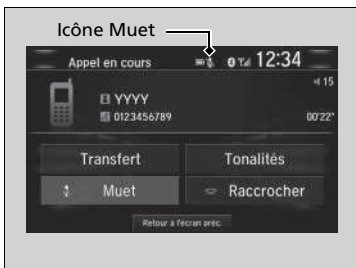 Icône Muet
Appel en cours 12:34
15
YYYY
0123456789 00'22"
Transfert Tonalités
Muet Raccrocher
Retour à l'écran préc.